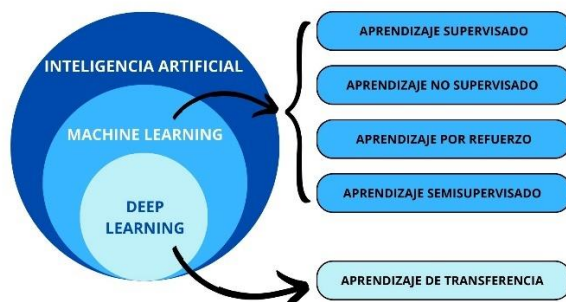 INTELIGENCIA ARTIFICIAL
MACHINE LEARNING
DEEP
LEARNING
APRENDIZAJE SUPERVISADO
APRENDIZAJE NO SUPERVISADO
APRENDIZAJE POR REFUERZO
APRENDIZAJE SEMISUPERVISADO
APRENDIZAJE DE TRANSFERENCIA